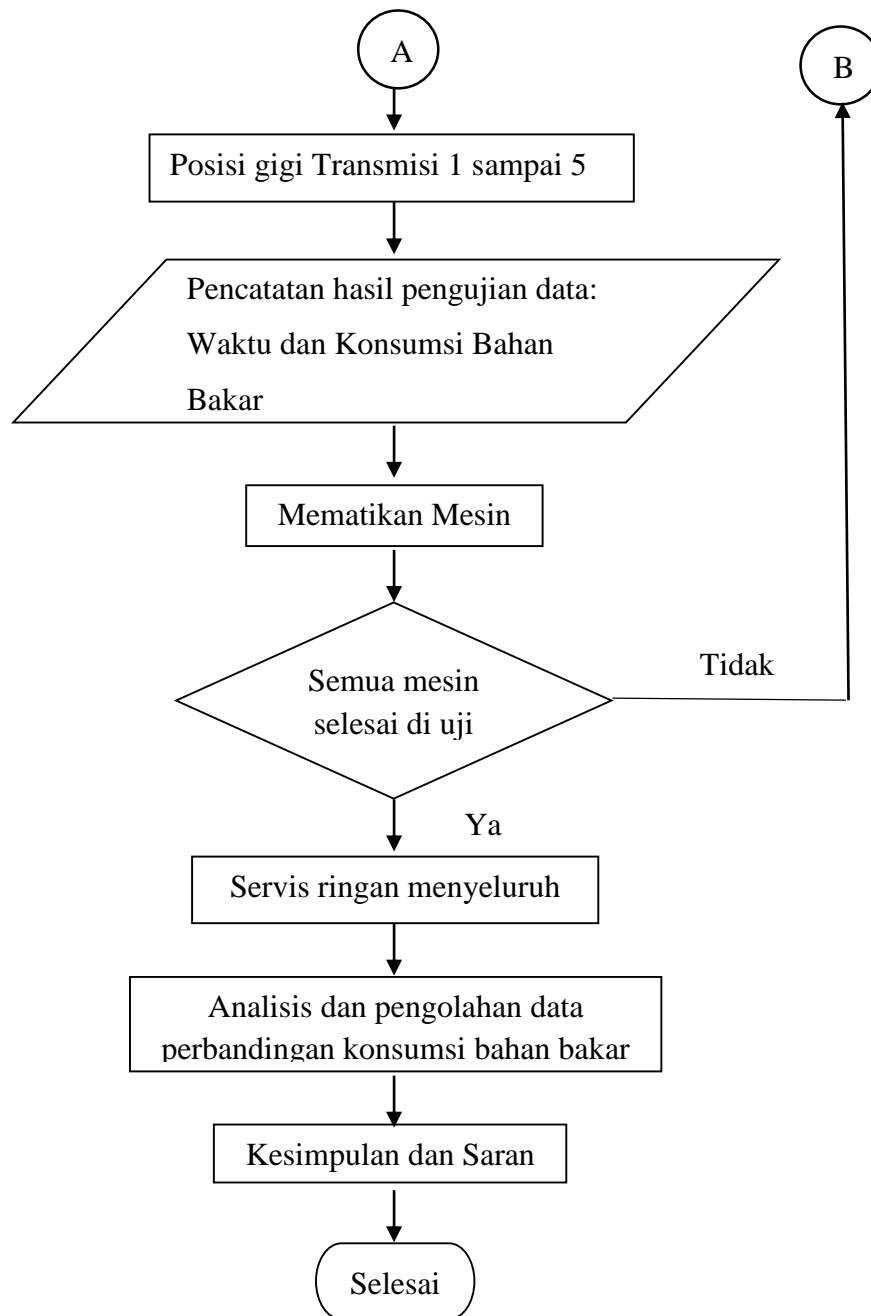 A
B
Posisi gigi Transmisi 1 sampai 5
Pencatatan hasil pengujian data:
Waktu dan Konsumsi Bahan
Bakar
Mematikan Mesin
Semua mesin
selesai di uji
Tidak
Ya
Servis ringan menyeluruh
Analisis dan pengolahan data
perbandingan konsumsi bahan bakar
Kesimpulan dan Saran
Selesai